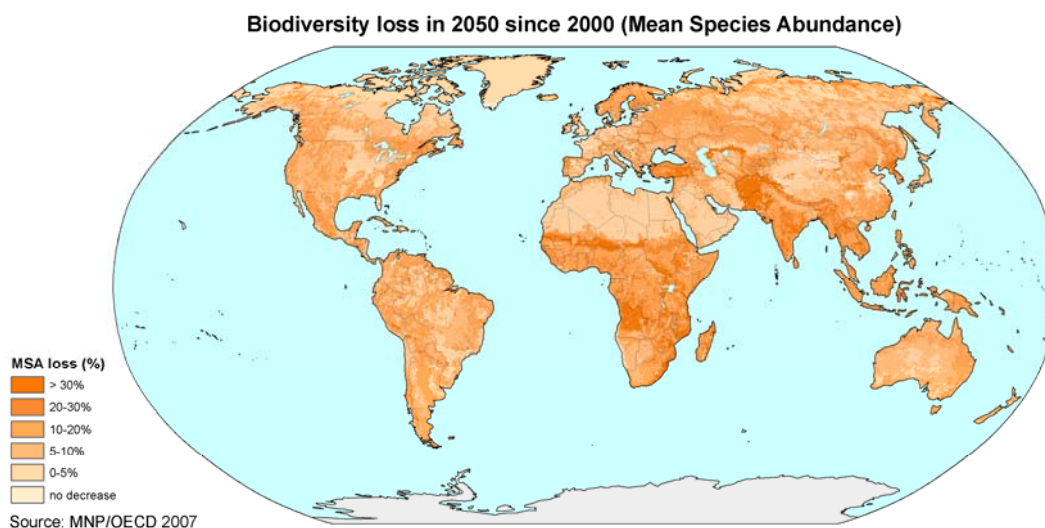 Biodiversity loss in 2050 since 2000 (Mean Species Abundance)
MSA loss (%)
> 30%
20-30%
10-20%
5-10%
0-5%
no decrease
Source: MNP/OECD 2007